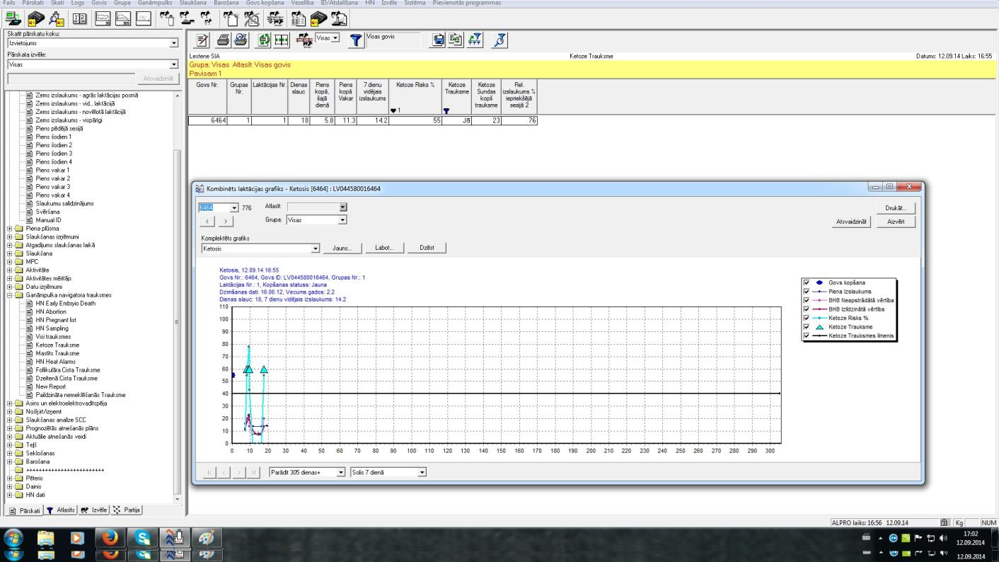 Fails Pārskati Skati Logs Govis Grupa Ganāmpulks Slaukšana Barošana Govs kopšana Veselība ID/Atdalīšana HN Izvēle Sistēma Pievienotās programmas
Skatīt pārskatu koku:
Izvietojums
Pārskata izvēle:
Visas
Atsvaidzināt
Visas
Visas govis
Lestene SIA Ketoze Trauksme Datums: 12.09.14 Laiks: 16:55
Grupa: Visas Atlasīt: Visas govis
Pavisam 1
Govs Nr. Grupas Nr. Laktācijas Nr. Dienas slauc Piens kopā, šajā dienā Piens kopā Vakar 7 dienu vidējais izslaukums Ketoze Risks % Ketoze Trauksme Ketoze Sundas kopš trauksme Rel. izslaukums % iepriekšējā sesijā 2
1
6464 1 1 18 5.8 11.3 14.2 55 Jā 23 76
Zems izslaukums - agrās laktācijas posmā
Zems izslaukums - vid., laktācijā
Zems izslaukums - novēlotā laktācijā
Zems izslaukums - vispārīgi
Piens pēdējā sesijā
Piens šodien 1
Piens šodien 2
Piens šodien 3
Piens šodien 4
Piens vakar 1
Piens vakar 2
Piens vakar 3
Piens vakar 4
Slaukumu salīdzinājums
Svēršana
Manual ID
Piena plūsma
Slaukšanas izņēmumi
Atgadījums slaukšanas laikā
Slaukšana
MPC
Aktivitāte
Aktivitātes mērītājs
Datu izņēmumi
Ganāmpulka navigatora trauksmes
HN Early Embryio Death
HN Abortion
HN Pregnant list
HN Sampling
Visi trauksmes
Ketoze Trauksme
Mastīts Trauksme
HN Heat Alarms
Follikulāra Cista Trauksme
Dzeltenā Cista Trauksme
New Report
Paildzināta nemeklēšanās Trauksme
Asins un elektroelektrovadītspēja
Nošķirt/izņemt
Slaukšanas analīze SCC
Prognozētās atnešanās plāns
Aktuālie atnešanās veidi
Teļš
Sēklošanas
Barošana
+++++++++++++++++++++++++
Pēteris
Dainis
HN dati
Pārskati Atlasīts Izvēle Partija
Kombinēts laktācijas grafiks - Ketosis [6464] : LV044580016464
6464 776 Atlasīt:
Grupa: Visas
Drukāt...
Atsvaidzināt Aizvērt
Komplektēts grafiks
Ketosis Jauns... Labot... Dzēst
Ketosis, 12.09.14 16:55
Govs Nr.: 6464, Govs ID: LV044580016464, Grupas Nr.: 1
Laktācijas Nr.: 1, Kopšanas statuss: Jauna
Dzimšanas dati: 16.06.12, Vecums gados: 2.2
Dienas slauc: 18, 7 dienu vidējais izslaukums: 14.2
110
100
90
80
70
60
50
40
30
20
10
0
0 10 20 30 40 50 60 70 80 90 100 110 120 130 140 150 160 170 180 190 200 210 220 230 240 250 260 270 280 290 300
Govs kopšana
Piena Izslaukums
BHB Neapstrādātā vērtība
BHB Izlīdzinātā vērtība
Ketoze Risks %
Ketoze Trauksme
Ketoze Trauksmes līmenis
Parādīt 305 dienas+ Solis 7 dienā
ALPRO laiks: 16:56 12.09.14 Kg NUM
17:02
12.09.2014
12.09.2014